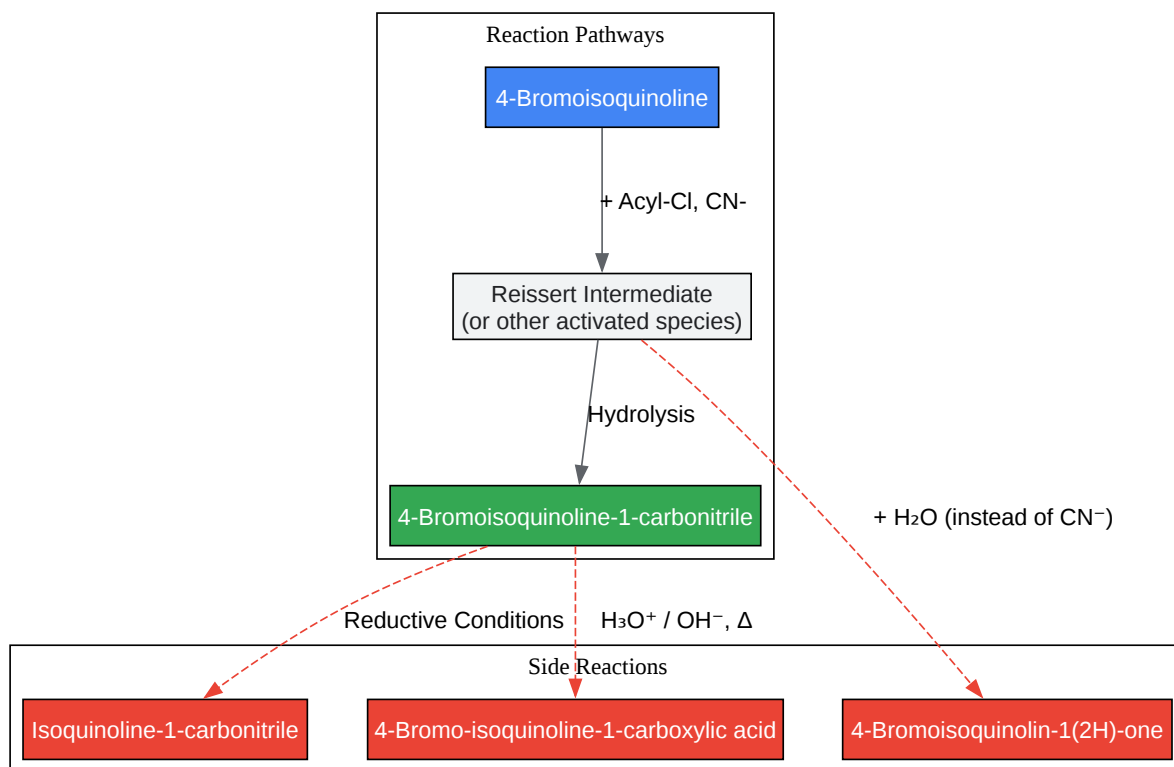 Reaction Pathways
4-Bromoisoquinoline
+ Acyl-Cl, CN-
Reissert Intermediate
(or other activated species)
Hydrolysis
4-Bromoisoquinoline-1-carbonitrile
+ H₂O (instead of CN⁻)
Reductive Conditions
H₃O⁺ / OH⁻, Δ
Side Reactions
Isoquinoline-1-carbonitrile
4-Bromo-isoquinoline-1-carboxylic acid
4-Bromoisoquinolin-1(2H)-one